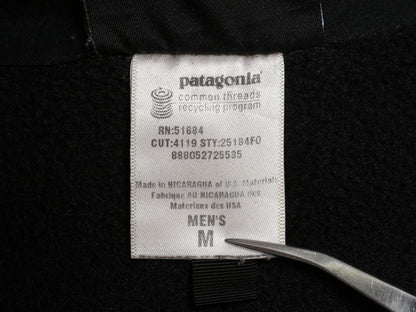 patagonia®
common threads
recycling program
RN:51884
CUT:4119 STY:25184F0
888052725535
Made in NICARAGUA of U.S. Materials
Fabriqué AU NICARAGUA des
Materiaux des USA
MEN'S
M